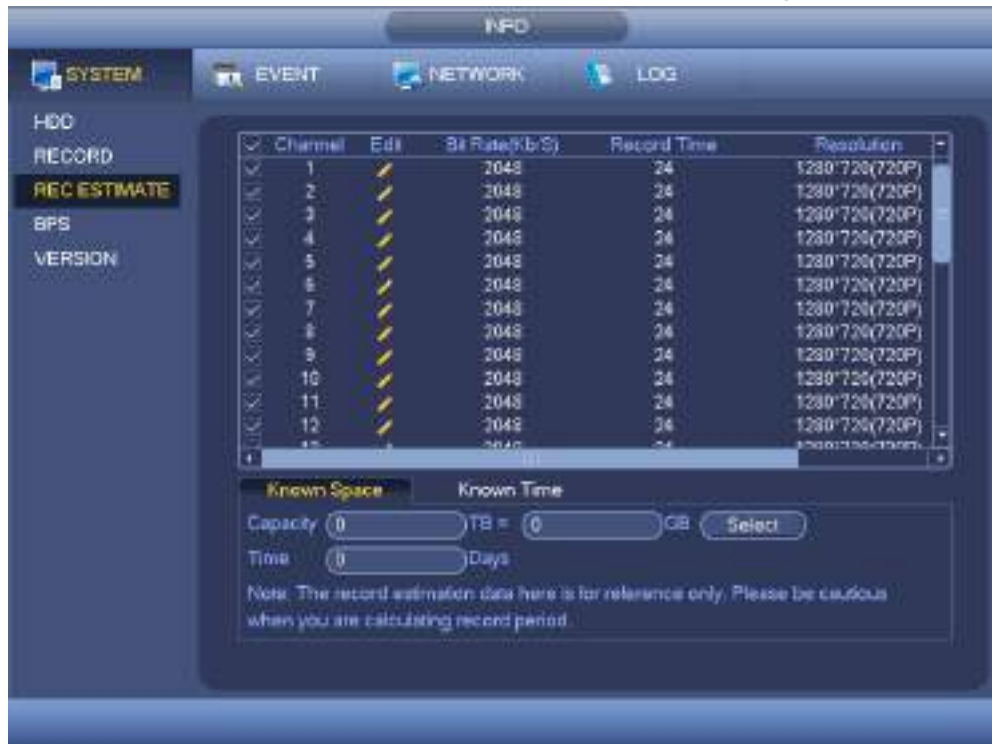 INFO
SYSTEM EVENT NETWORK LOG
HDD
RECORD
REC ESTIMATE
BPS
VERSION
Channel Edit Bit Rate(Kb/S) Record Time Resolution
1 2048 24 1280*720(720P)
2 2048 24 1280*720(720P)
3 2048 24 1280*720(720P)
4 2048 24 1280*720(720P)
5 2048 24 1280*720(720P)
6 2048 24 1280*720(720P)
7 2048 24 1280*720(720P)
8 2048 24 1280*720(720P)
9 2048 24 1280*720(720P)
10 2048 24 1280*720(720P)
11 2048 24 1280*720(720P)
12 2048 24 1280*720(720P)
Known Space Known Time
Capacity 0 TB = 0 GB Select
Time 0 Days
Note: The record estimation data here is for reference only. Please be cautious
when you are calculating record period.